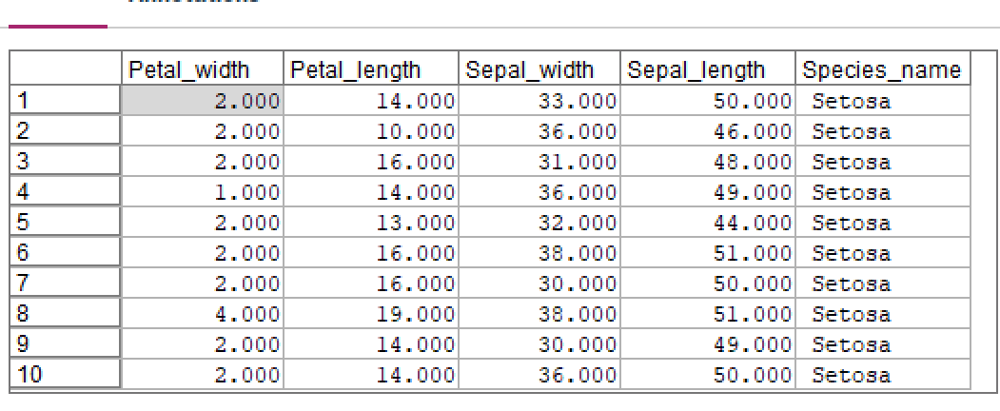 Petal_width Petal_length Sepal_width Sepal_length Species_name
1 2.000 14.000 33.000 50.000 Setosa
2 2.000 10.000 36.000 46.000 Setosa
3 2.000 16.000 31.000 48.000 Setosa
4 1.000 14.000 36.000 49.000 Setosa
5 2.000 13.000 32.000 44.000 Setosa
6 2.000 16.000 38.000 51.000 Setosa
7 2.000 16.000 30.000 50.000 Setosa
8 4.000 19.000 38.000 51.000 Setosa
9 2.000 14.000 30.000 49.000 Setosa
10 2.000 14.000 36.000 50.000 Setosa